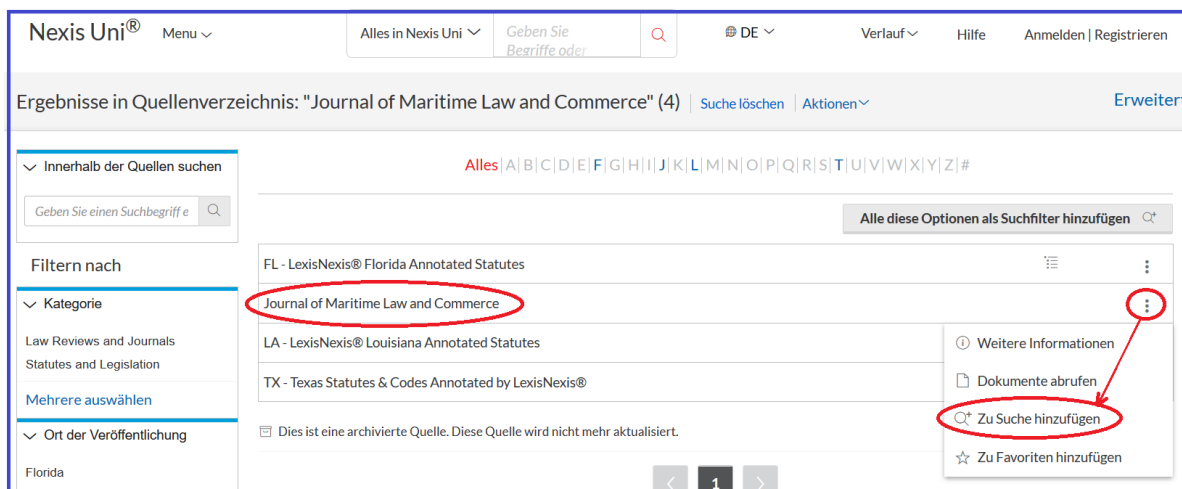 Nexis Uni® Menu Alles in Nexis Uni Geben Sie Begriffe oder DE Verlauf Hilfe Anmelden | Registrieren
Ergebnisse in Quellenverzeichnis: "Journal of Maritime Law and Commerce" (4) | Suche löschen | Aktionen Erweitert
Innerhalb der Quellen suchen
Geben Sie einen Suchbegriff e
Filtern nach
Kategorie
Law Reviews and Journals
Statutes and Legislation
Mehrere auswählen
Ort der Veröffentlichung
Florida
Alles|A|B|C|D|E|F|G|H|I|J|K|L|M|N|O|P|Q|R|S|T|U|V|W|X|Y|Z|#
Alle diese Optionen als Suchfilter hinzufügen
FL - LexisNexis® Florida Annotated Statutes
Journal of Maritime Law and Commerce
LA - LexisNexis® Louisiana Annotated Statutes
TX - Texas Statutes & Codes Annotated by LexisNexis®
Dies ist eine archivierte Quelle. Diese Quelle wird nicht mehr aktualisiert.
1
Weitere Informationen
Dokumente abrufen
Zu Suche hinzufügen
Zu Favoriten hinzufügen